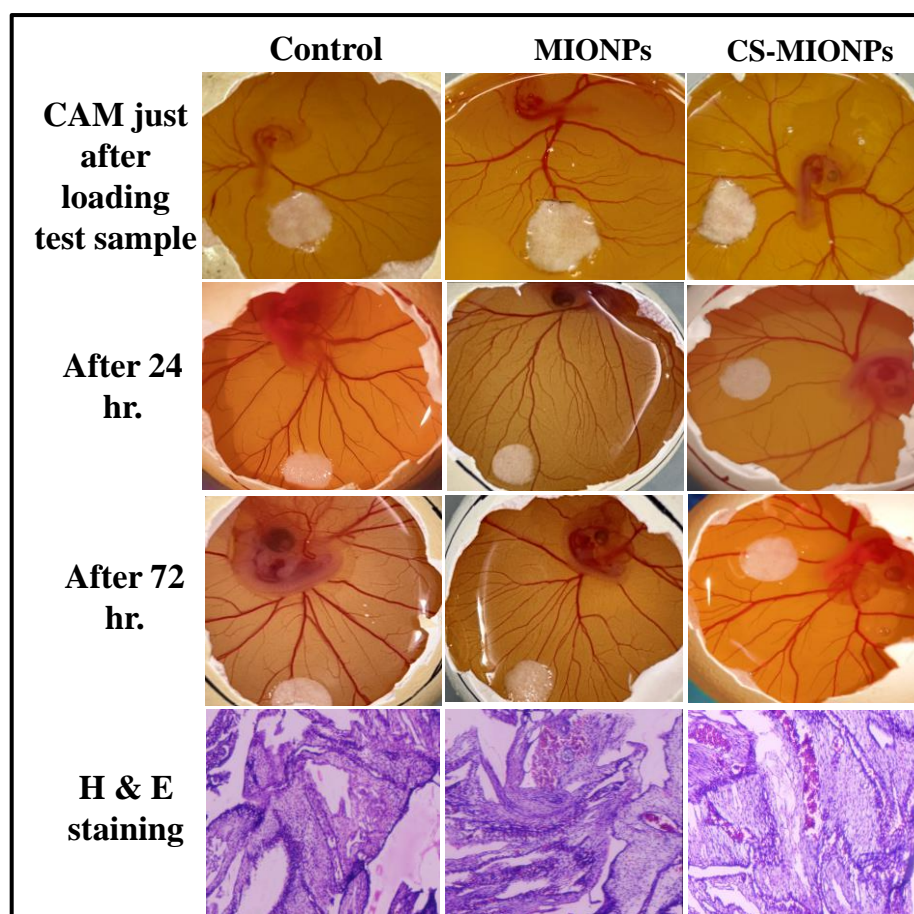 Control
MIONPs
CS-MIONPs
CAM just
after
loading
test sample
After 24
hr.
After 72
hr.
H & E
staining